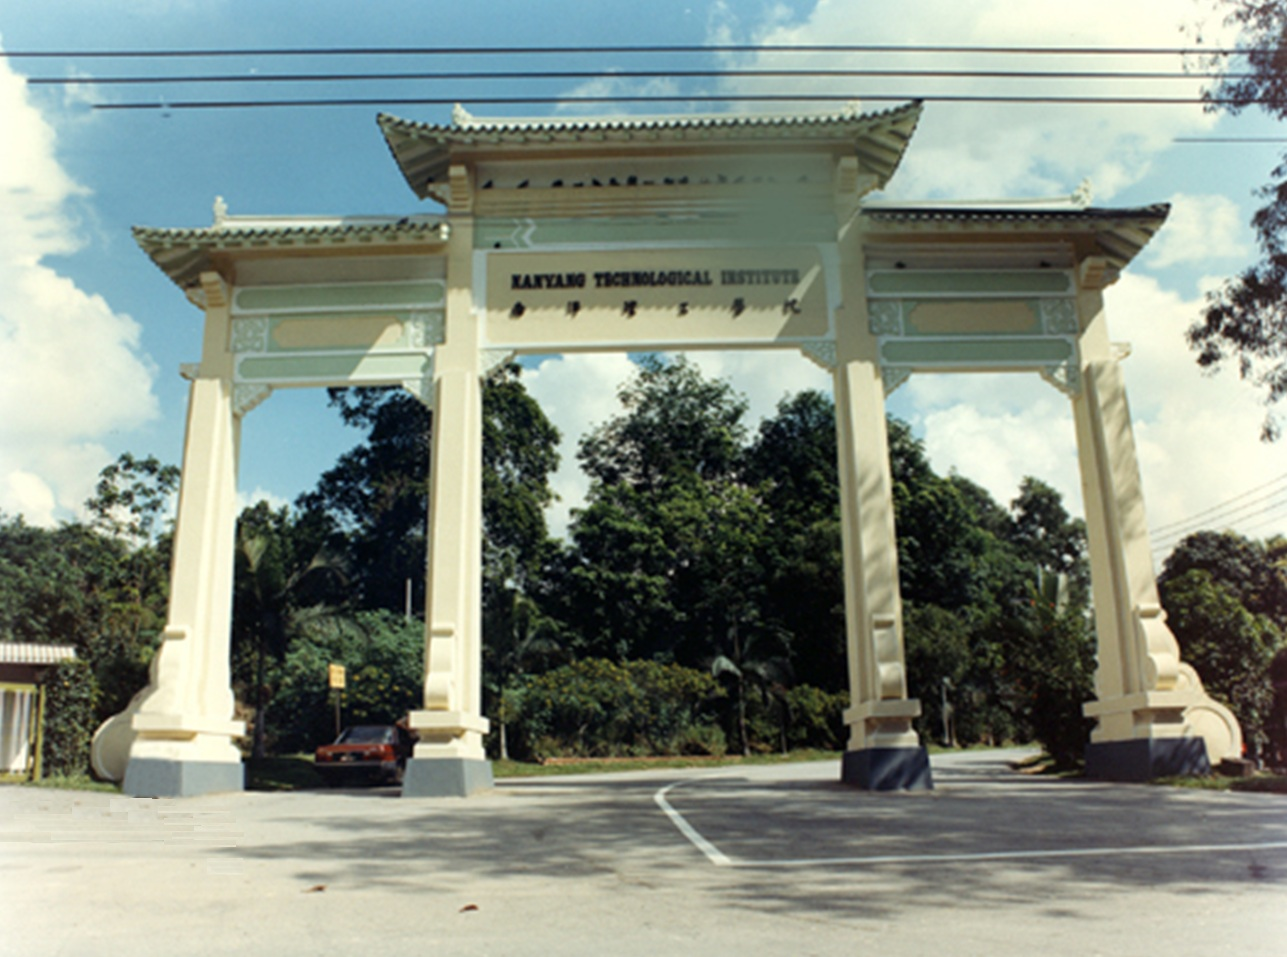 NANYANG TECHNOLOGICAL INSTITUTE
南洋理工學院